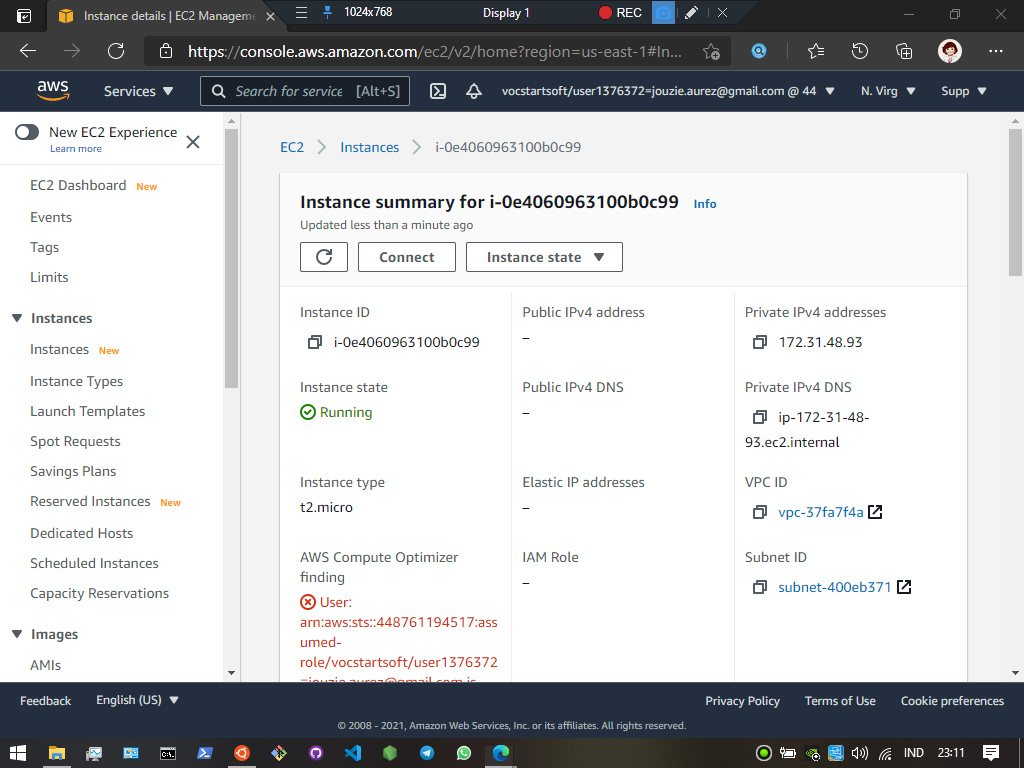 1024x768
Display 1
REC
Instance details | EC2 Manageme
https://console.aws.amazon.com/ec2/v2/home?region=us-east-1#In...
aws
Services
Search for service
[Alt+S]
vocstartsoft/user1376372=jouzie.aurez@gmail.com @ 44
N. Virg
Supp
New EC2 Experience
Learn more
EC2 Dashboard New
Events
Tags
Limits
Instances
Instances New
Instance Types
Launch Templates
Spot Requests
Savings Plans
Reserved Instances New
Dedicated Hosts
Scheduled Instances
Capacity Reservations
Images
AMIs
EC2
Instances
i-0e4060963100b0c99
Instance summary for i-0e4060963100b0c99 Info
Updated less than a minute ago
Connect
Instance state
Instance ID
i-0e4060963100b0c99
Public IPv4 address
–
Private IPv4 addresses
172.31.48.93
Instance state
Running
Public IPv4 DNS
–
Private IPv4 DNS
ip-172-31-48-
93.ec2.internal
Instance type
t2.micro
Elastic IP addresses
–
VPC ID
vpc-37fa7f4a
AWS Compute Optimizer
finding
User:
arn:aws:sts::448761194517:ass
umed-
role/vocstartsoft/user1376372
=jouzie.aurez@gmail.com is
IAM Role
–
Subnet ID
subnet-400eb371
Feedback
English (US)
Privacy Policy
Terms of Use
Cookie preferences
© 2008 - 2021, Amazon Web Services, Inc. or its affiliates. All rights reserved.
IND
23:11